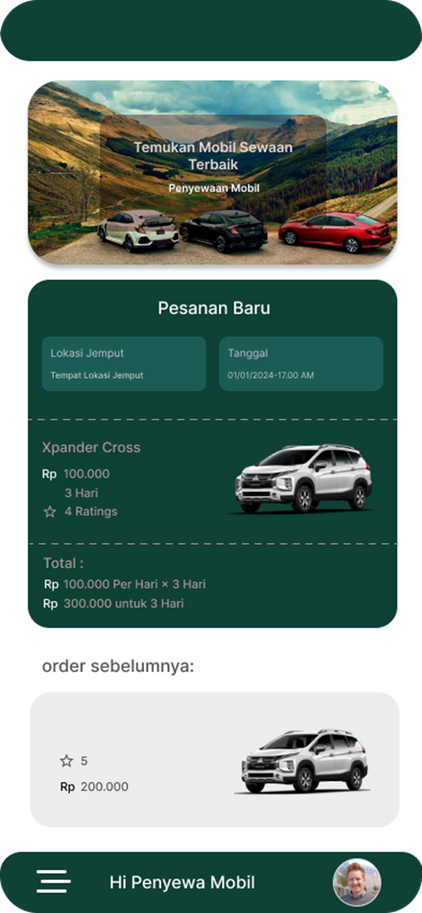 Temukan Mobil Sewaan
Terbaik
Penyewaan Mobil
Pesanan Baru
Lokasi Jemput
Tempat Lokasi Jemput
Tanggal
01/01/2024-17.00 AM
Xpander Cross
Rp 100.000
3 Hari
4 Ratings
Total :
Rp 100.000 Per Hari × 3 Hari
Rp 300.000 untuk 3 Hari
order sebelumnya:
5
Rp 200.000
Hi Penyewa Mobil